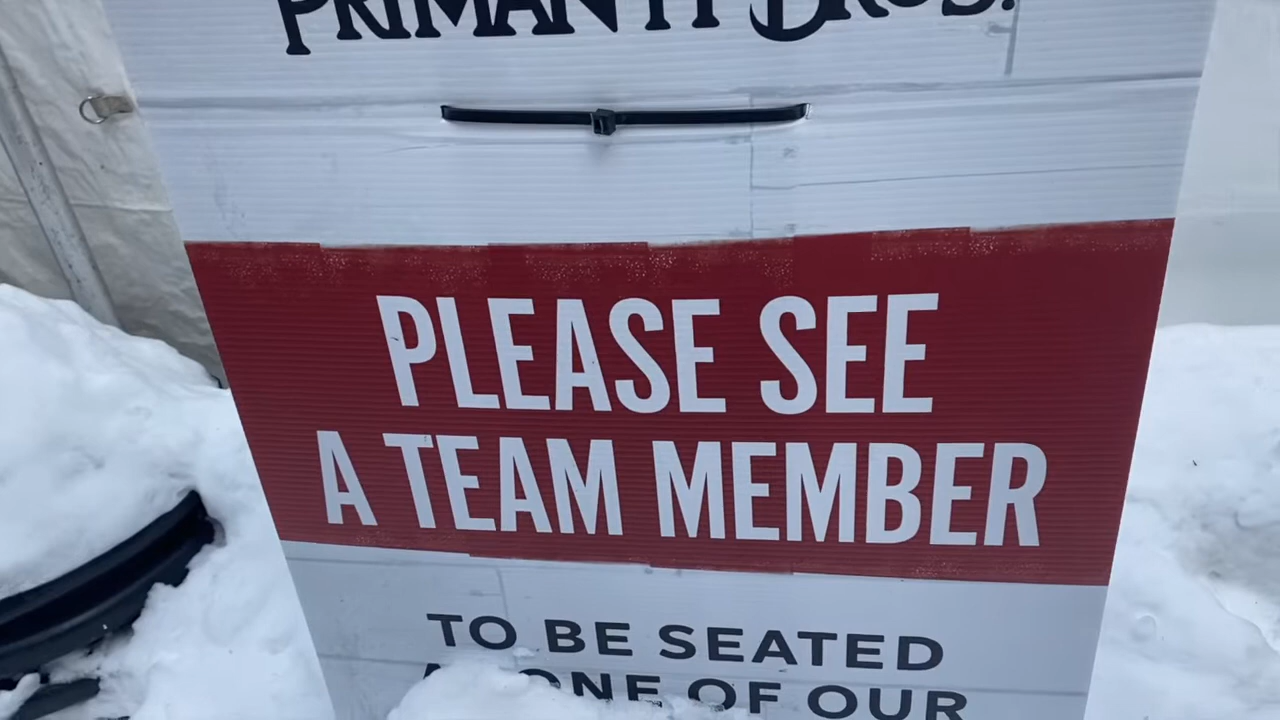 PRIMANTI BROS.
PLEASE SEE
A TEAM MEMBER
TO BE SEATED
ONE OF OUR